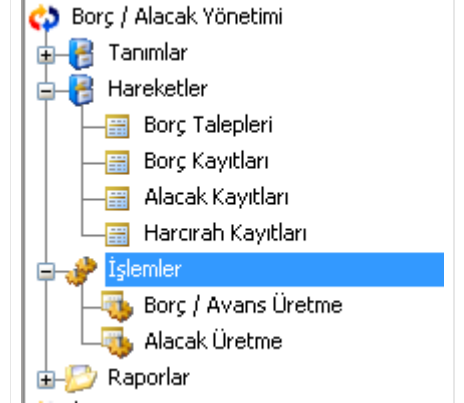 Borç / Alacak Yönetimi
Tanımlar
Hareketler
Borç Talepleri
Borç Kayıtları
Alacak Kayıtları
Harcırah Kayıtları
İşlemler
Borç / Avans Üretme
Alacak Üretme
Raporlar